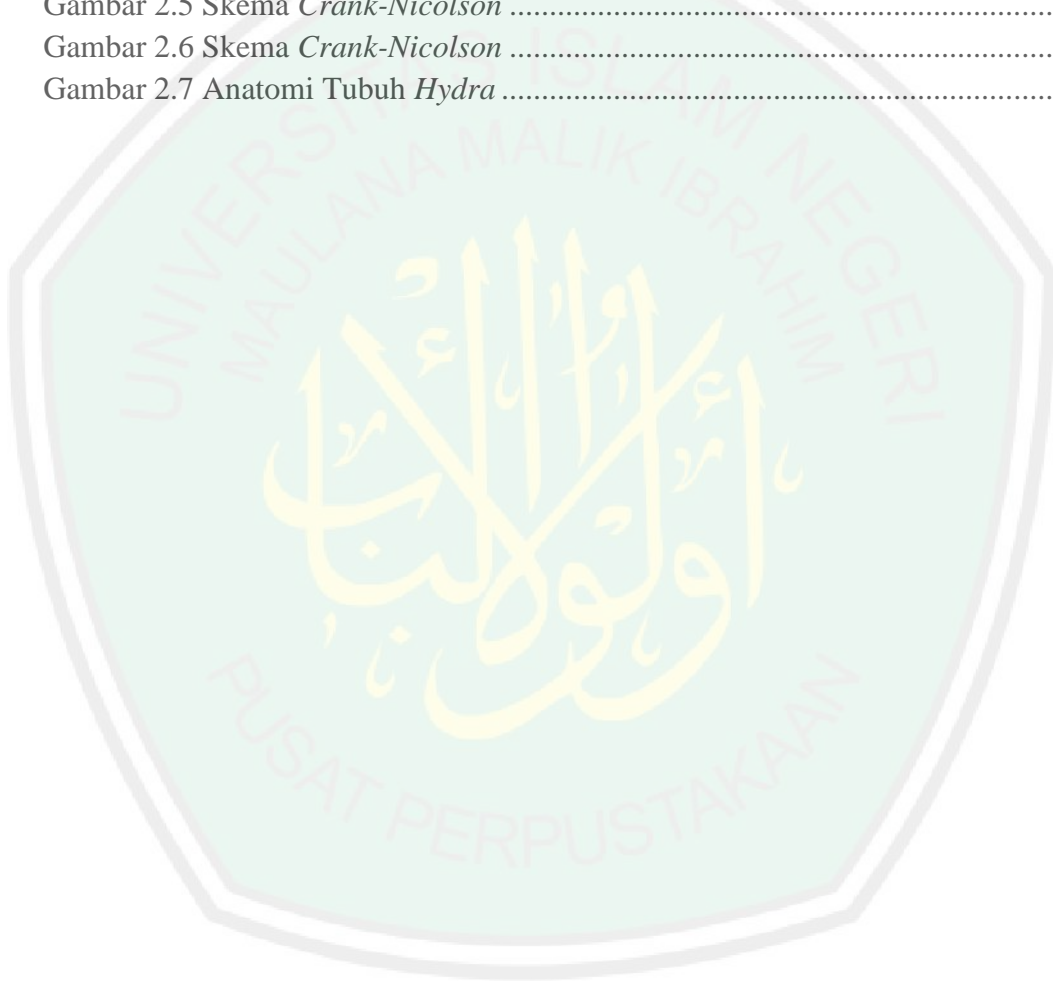 Gambar 2.5 Skema Crank-Nicolson ..........................................................
Gambar 2.6 Skema Crank-Nicolson ..........................................................
Gambar 2.7 Anatomi Tubuh Hydra ...........................................................
UNIVERSITAS ISLAM NEGERI
MAULANA MALIK IBRAHIM
أولوا الألباب
PUSAT PERPUSTAKAAN